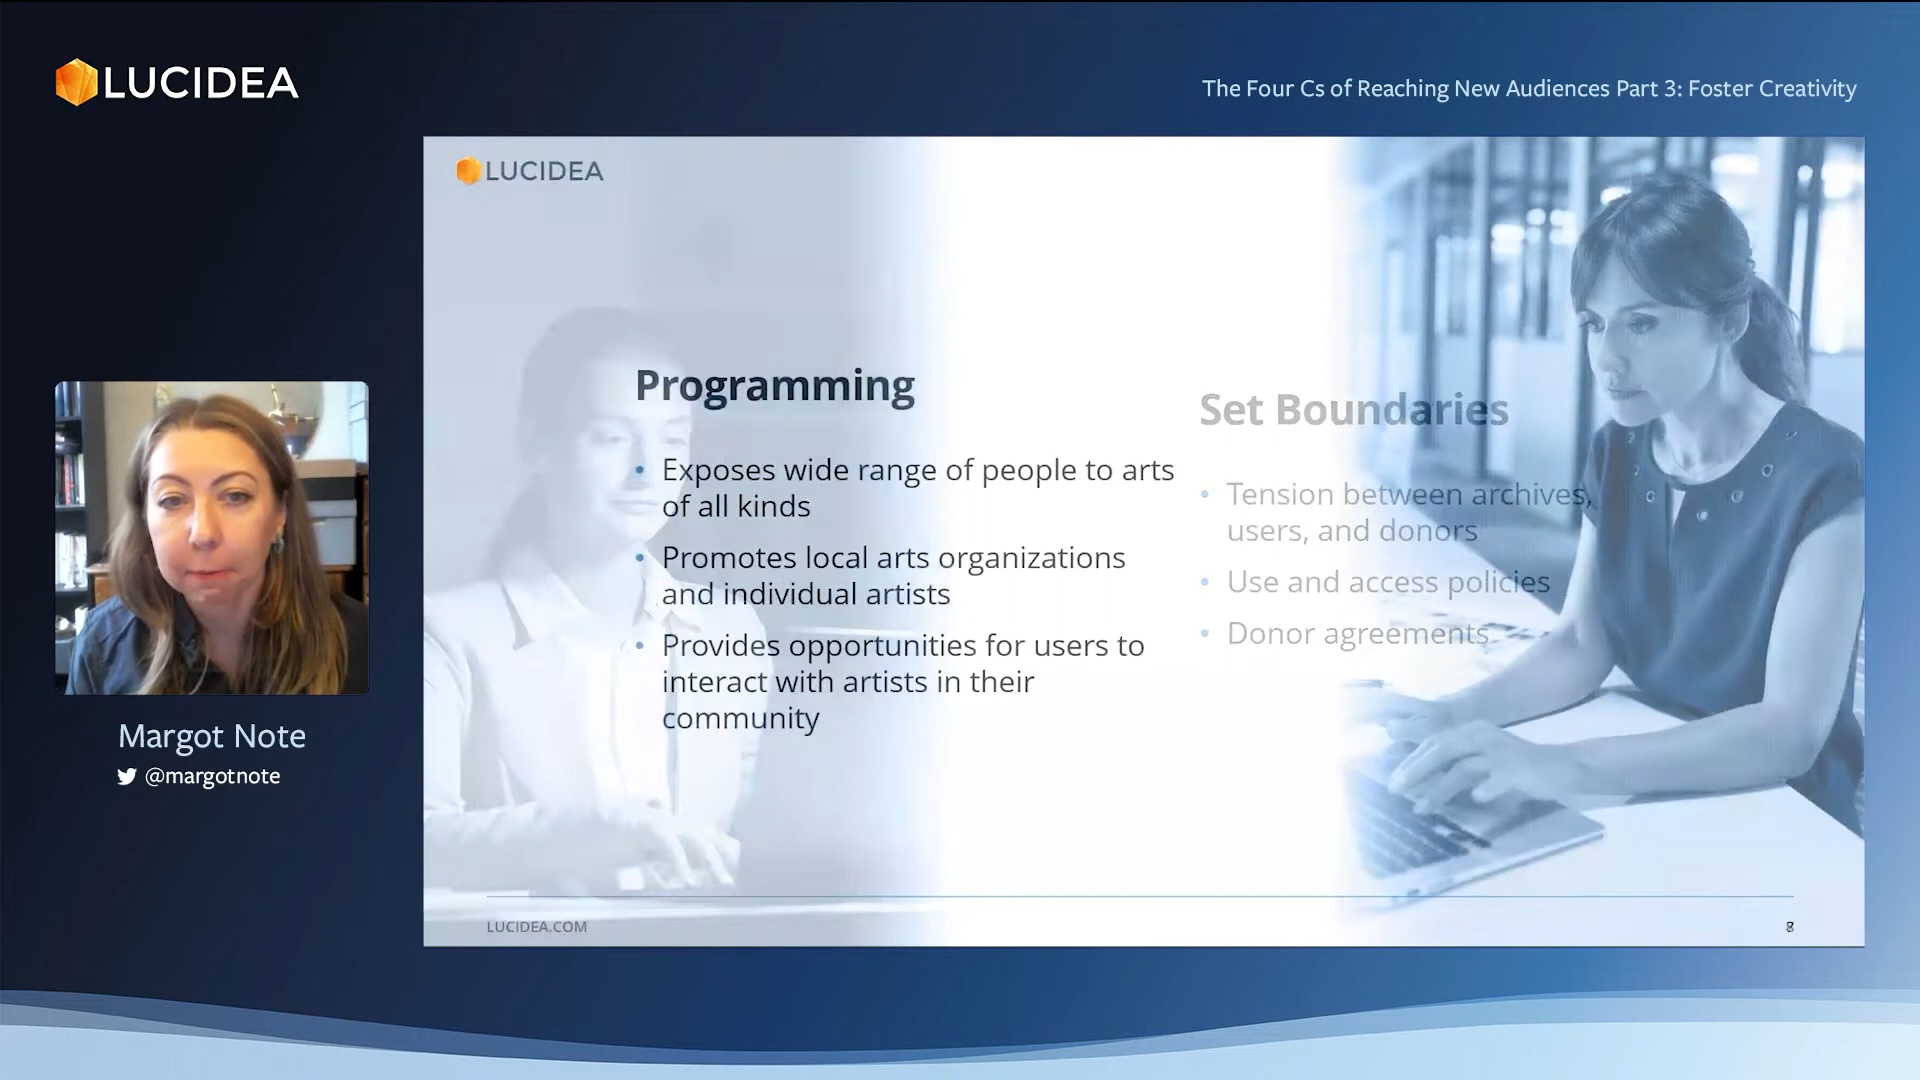 LUCIDEA
The Four Cs of Reaching New Audiences Part 3: Foster Creativity
LUCIDEA
Programming
• Exposes wide range of people to arts
of all kinds
• Promotes local arts organizations
and individual artists
• Provides opportunities for users to
interact with artists in their
community
Set Boundaries
• Tension between archives,
users, and donors
• Use and access policies
• Donor agreements
Margot Note
@margotnote
LUCIDEA.COM